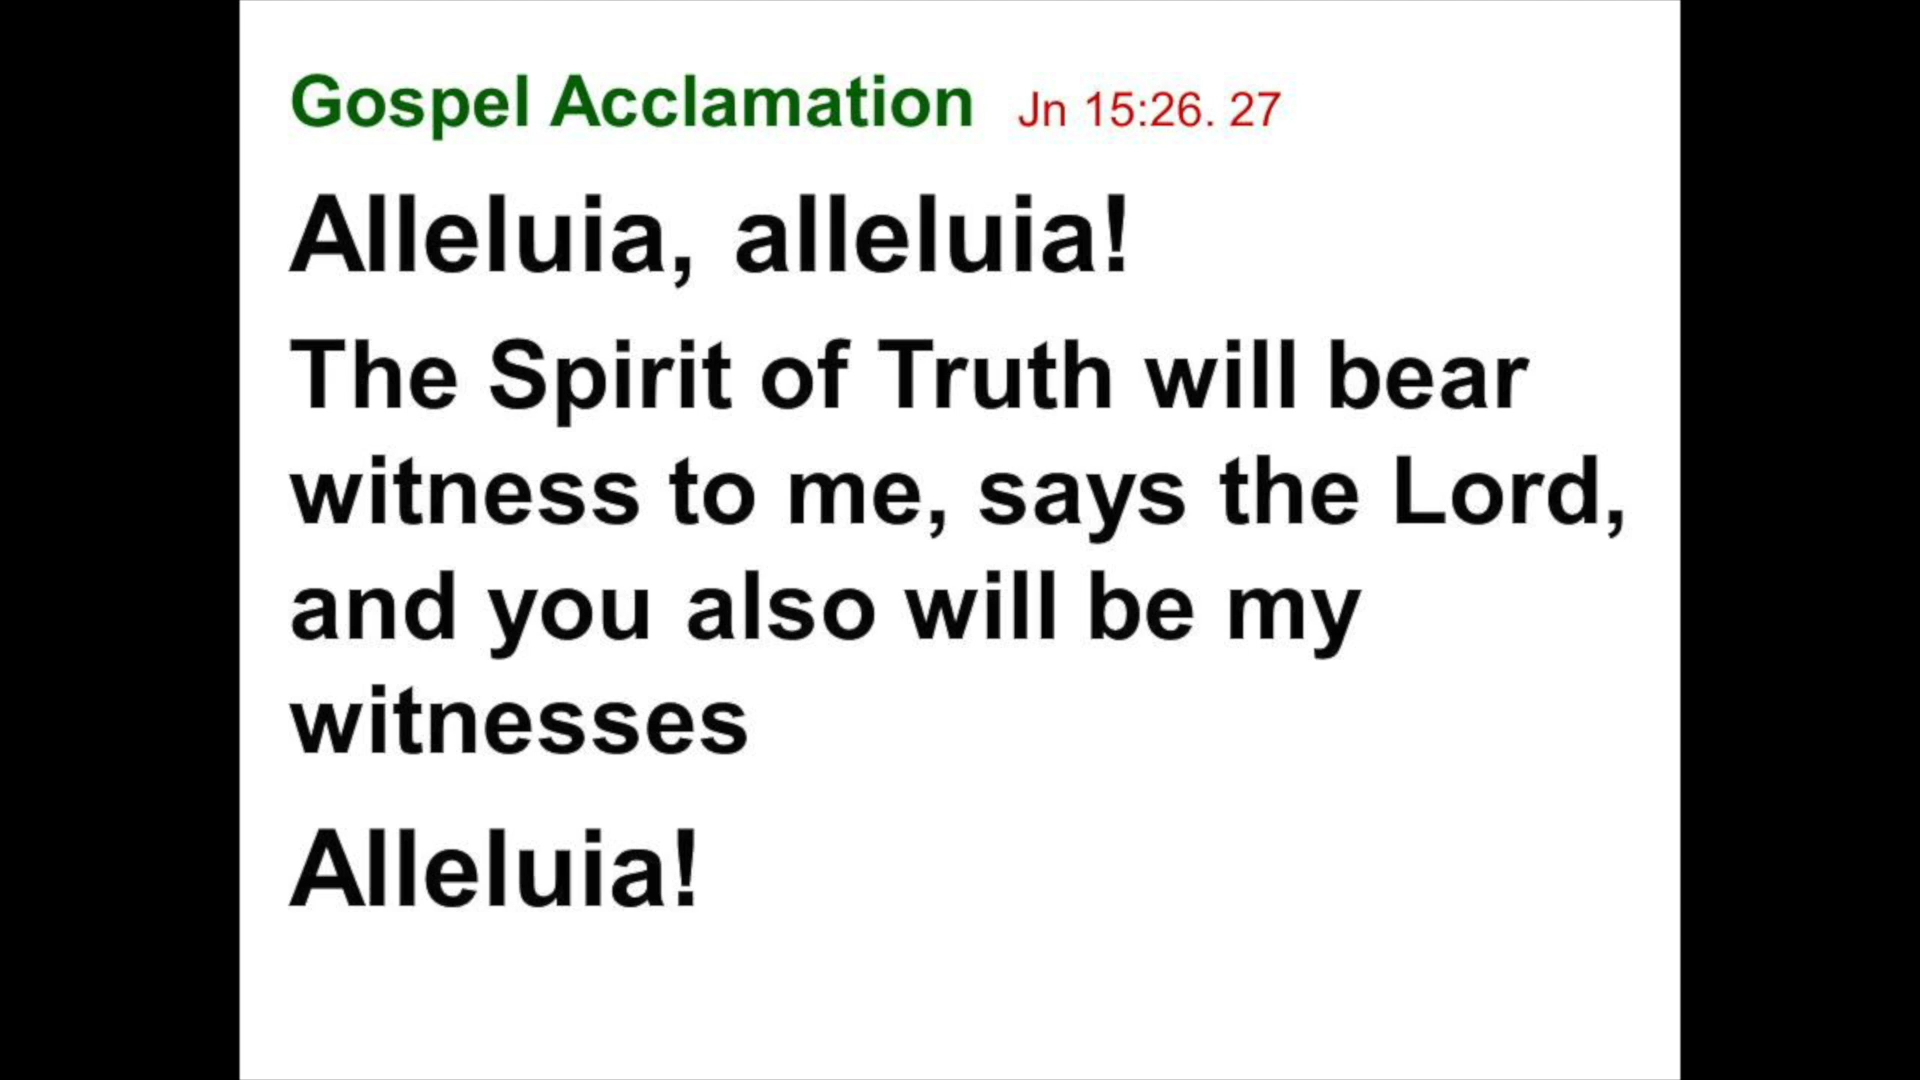 Gospel Acclamation Jn 15:26. 27
Alleluia, alleluia!
The Spirit of Truth will bear
witness to me, says the Lord,
and you also will be my
witnesses
Alleluia!